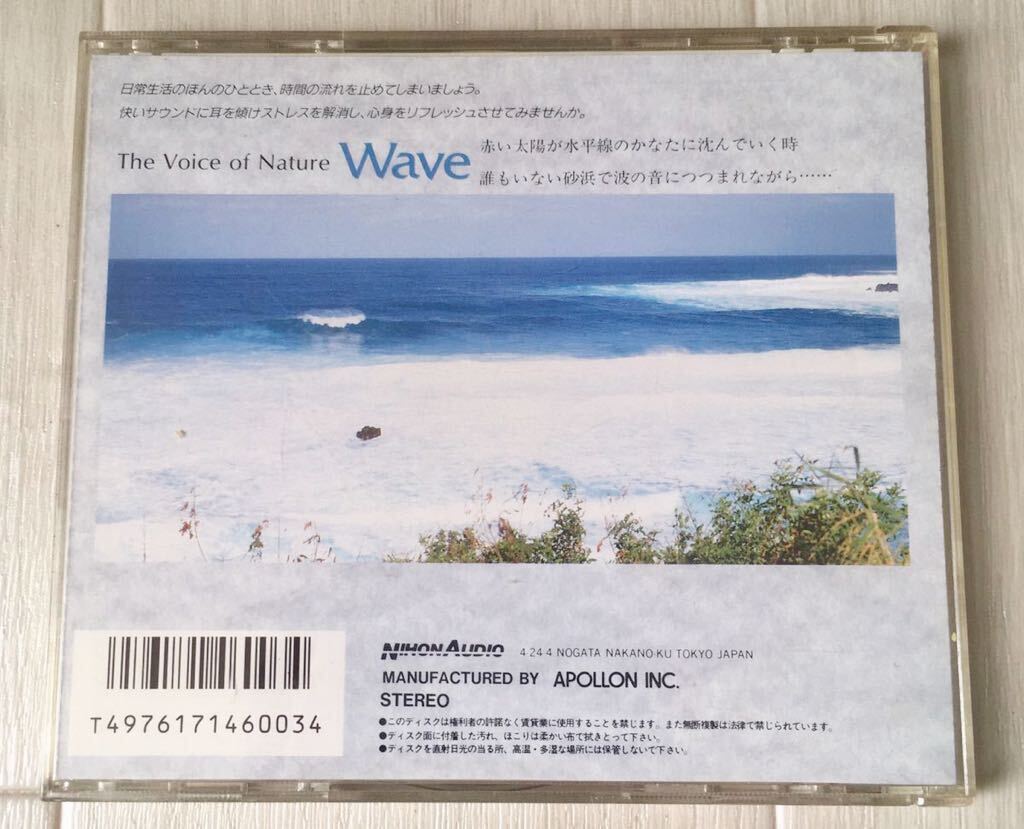 日常生活のほんのひととき、時間の流れを止めてしまいましょう。
快いサウンドに耳を傾けストレスを解消し、心身をリフレッシュさせてみませんか。
The Voice of Nature Wave
赤い太陽が水平線のかなたに沈んでいく時
誰もいない砂浜で波の音につつまれながら……
T4976171460034
NIHON AUDIO 4·24·4 NOGATA NAKANO-KU TOKYO JAPAN
MANUFACTURED BY APOLLON INC.
STEREO
●このディスクは権利者の許諾なく賃貸業に使用することを禁じます。また無断複製は法律で禁じられています。
●ディスク面に付着した汚れ、ほこりは柔かい布で拭きとって下さい。
●ディスクを直射日光の当る所、高温・多湿な場所には保管しないで下さい。